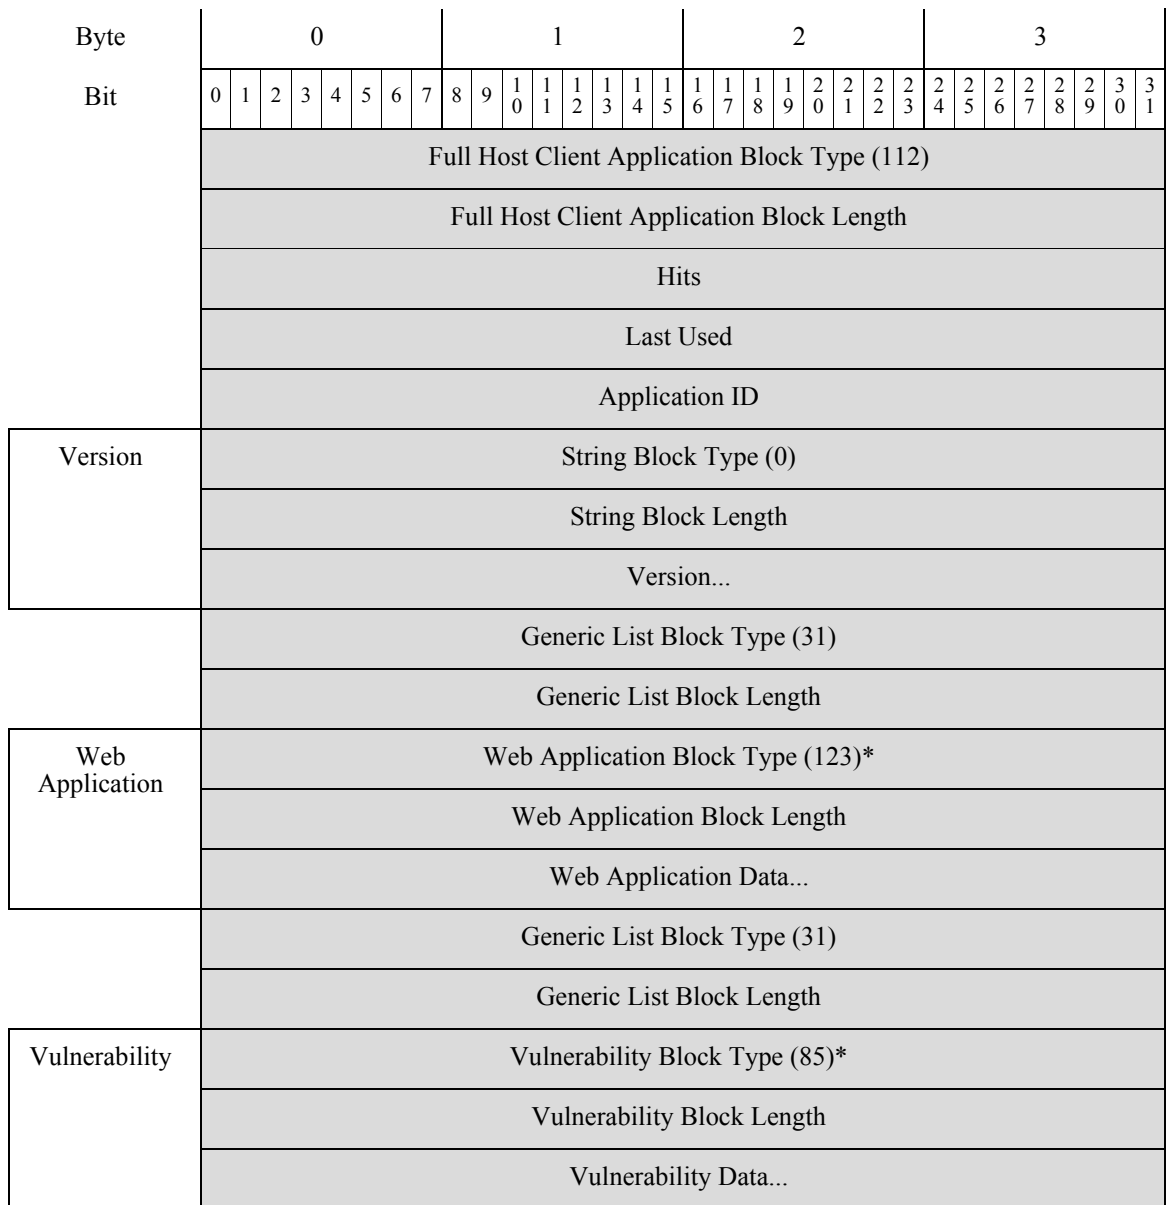 Byte 0 1 2 3
Bit 0 1 2 3 4 5 6 7 8 9 10 11 12 13 14 15 16 17 18 19 20 21 22 23 24 25 26 27 28 29 30 31
Full Host Client Application Block Type (112)
Full Host Client Application Block Length
Hits
Last Used
Application ID
Version String Block Type (0)
String Block Length
Version...
Generic List Block Type (31)
Generic List Block Length
Web
Application
Web Application Block Type (123)*
Web Application Block Length
Web Application Data...
Generic List Block Type (31)
Generic List Block Length
Vulnerability Vulnerability Block Type (85)*
Vulnerability Block Length
Vulnerability Data...